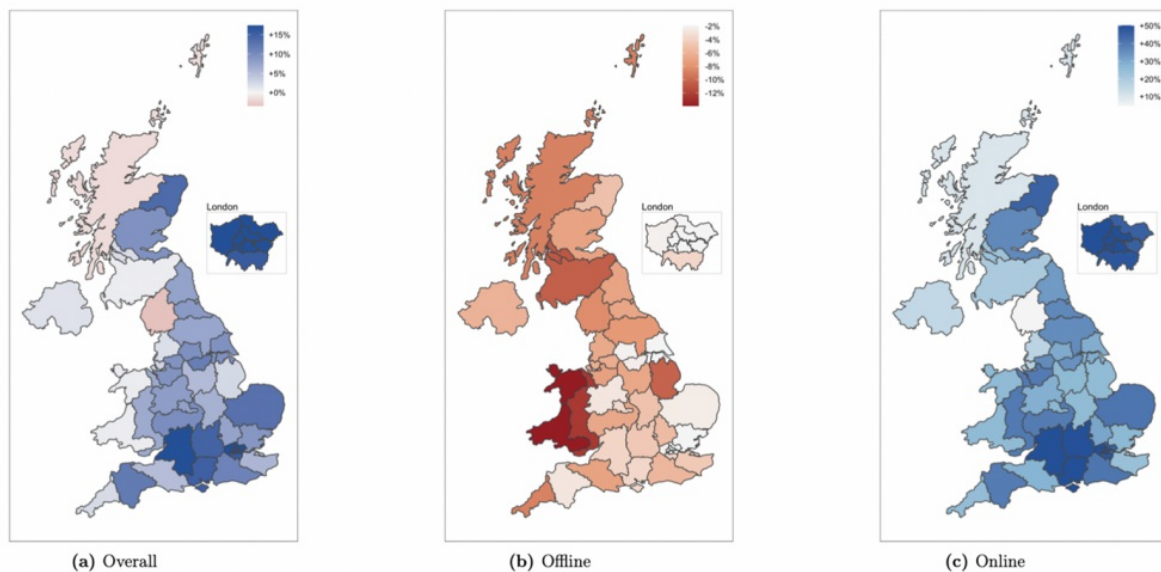 +15%
+10%
+5%
+0%
London
(a) Overall
-2%
-4%
-6%
-8%
-10%
-12%
London
(b) Offline
+50%
+40%
+30%
+20%
+10%
London
(c) Online